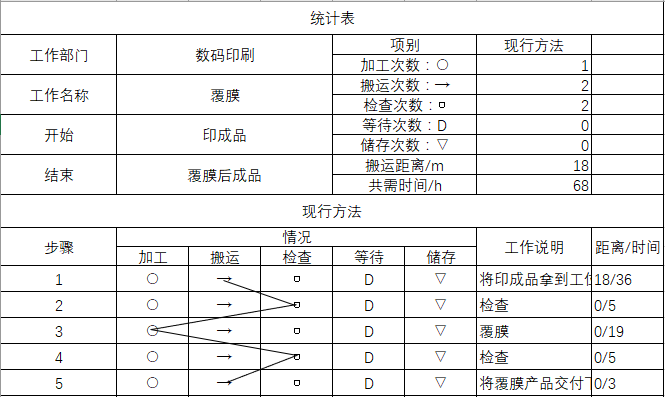 统计表
工作部门 数码印刷 项别 现行方法
加工次数：○ 1
工作名称 覆膜 搬运次数：→ 2
检查次数：▫ 2
开始 印成品 等待次数：D 0
储存次数：▽ 0
结束 覆膜后成品 搬运距离/m 18
共需时间/h 68
现行方法
步骤 情况 工作说明 距离/时间
加工 搬运 检查 等待 储存
1 ○ → ▫ D ▽ 将印成品拿到工位 18/36
2 ○ → ▫ D ▽ 检查 0/5
3 ○ → ▫ D ▽ 覆膜 0/19
4 ○ → ▫ D ▽ 检查 0/5
5 ○ → ▫ D ▽ 将覆膜产品交付下 0/3